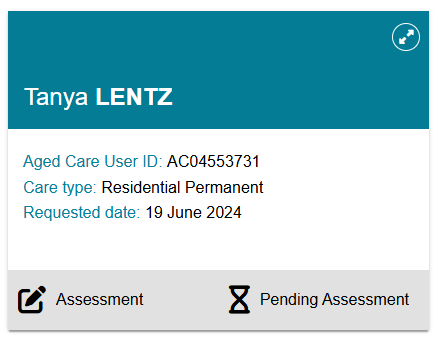 Tanya LENTZ
Aged Care User ID: AC04553731
Care type: Residential Permanent
Requested date: 19 June 2024
Assessment
Pending Assessment